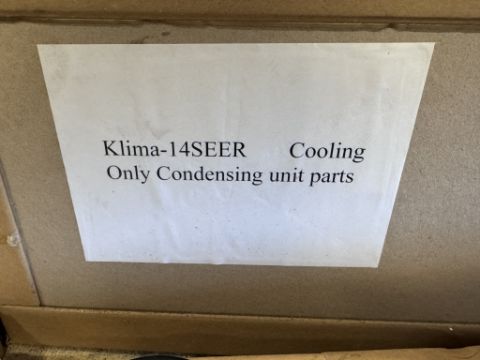 Klima-14SEER Cooling
Only Condensing unit parts